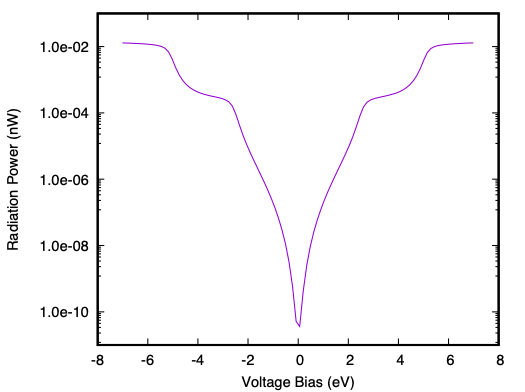 1.0e-02
1.0e-04
1.0e-06
1.0e-08
1.0e-10
Radiation Power (nW)
-8 -6 -4 -2 0 2 4 6 8
Voltage Bias (eV)